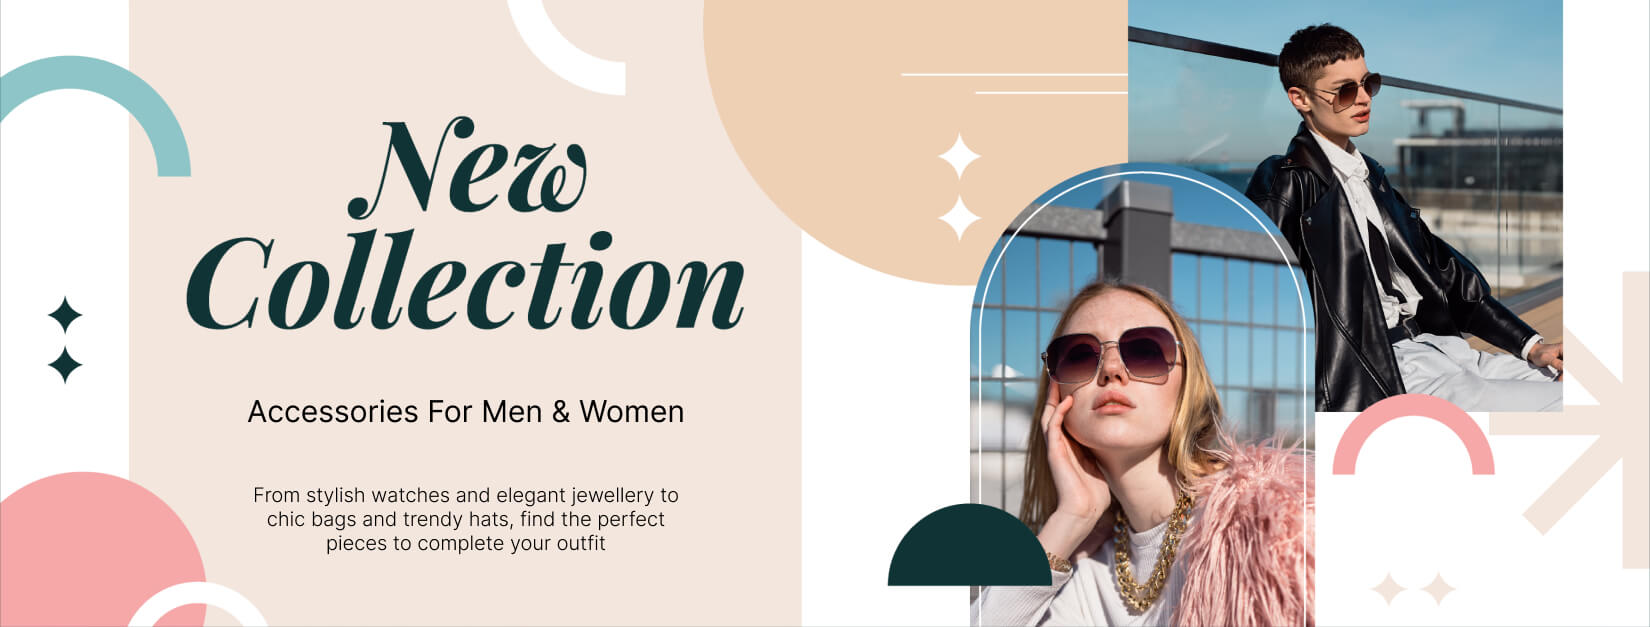 New
Collection
Accessories For Men & Women
From stylish watches and elegant jewellery to
chic bags and trendy hats, find the perfect
pieces to complete your outfit